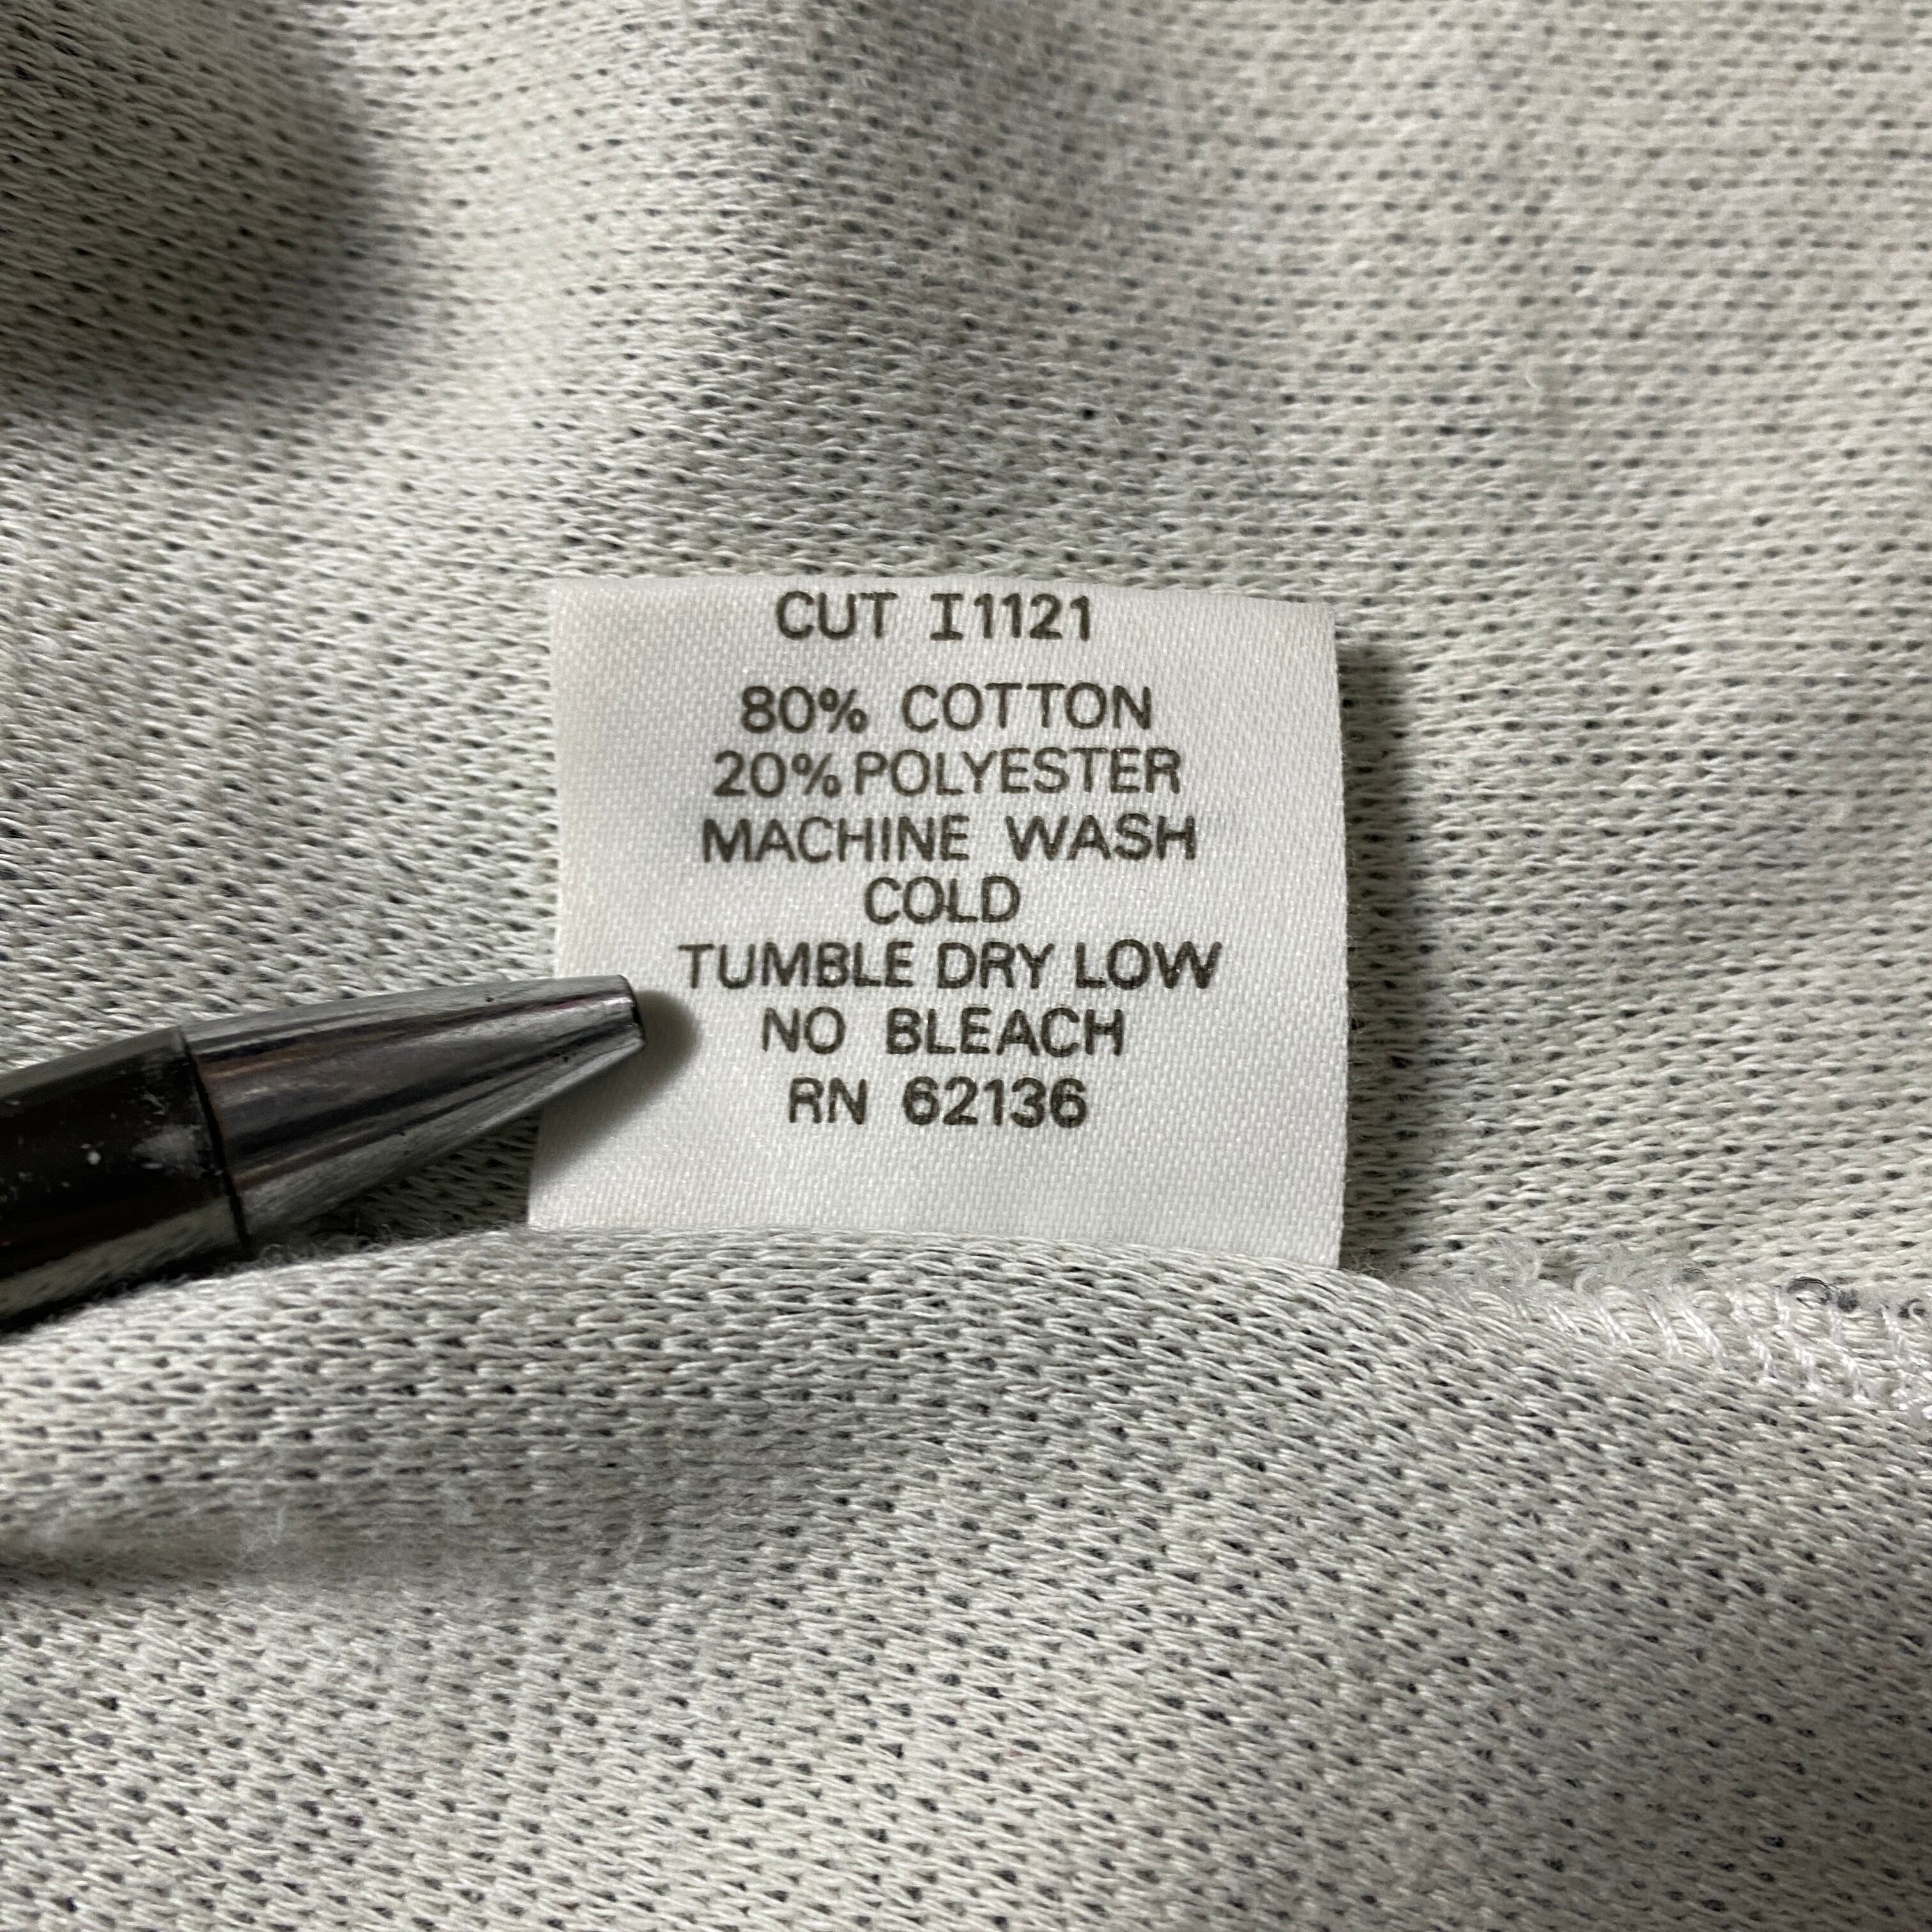 CUT I1121
80% COTTON
20% POLYESTER
MACHINE WASH
COLD
TUMBLE DRY LOW
NO BLEACH
RN 62136